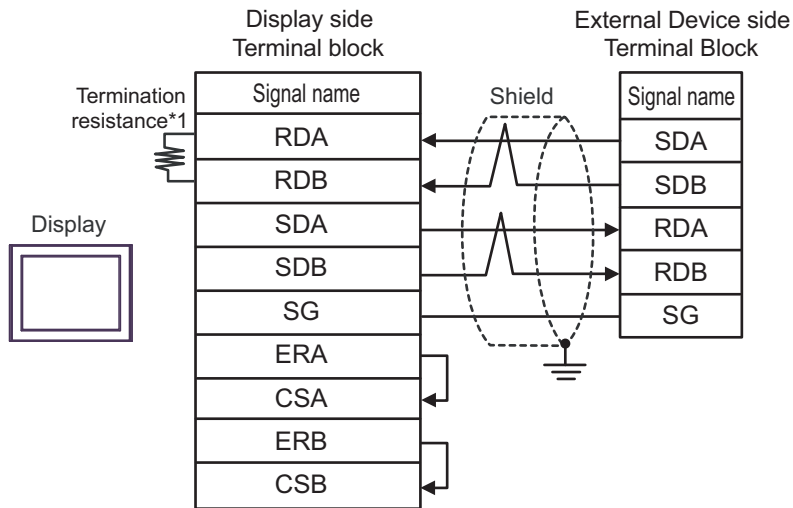 Display side
Terminal block
External Device side
Terminal Block
Termination
resistance*1
Signal name
Shield
Signal name
RDA
SDA
RDB
SDB
Display
SDA
RDA
SDB
RDB
SG
SG
ERA
CSA
ERB
CSB